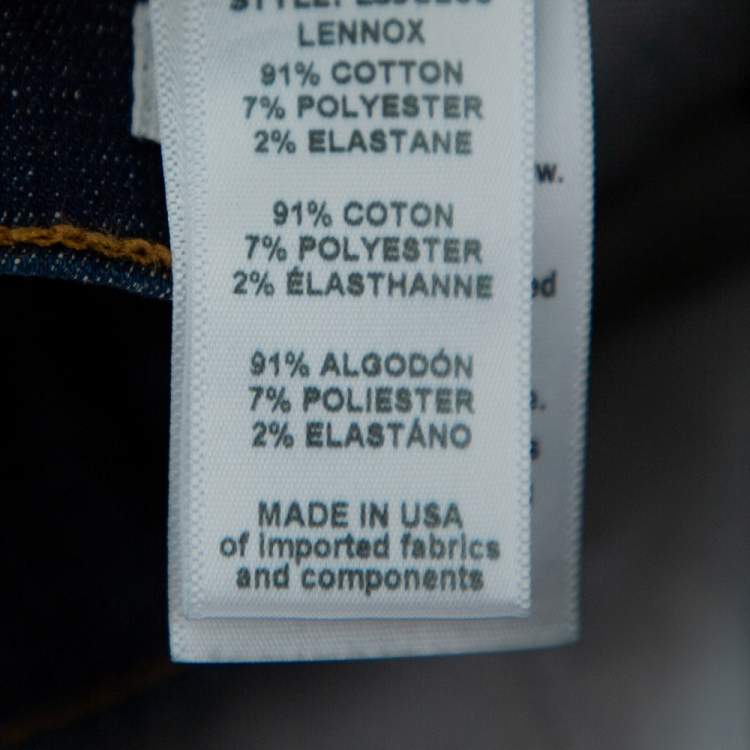 LENNOX
91% COTTON
7% POLYESTER
2% ELASTANE
91% COTON
7% POLYESTER
2% ÉLASTHANNE
91% ALGODÓN
7% POLIESTER
2% ELASTÁNO
MADE IN USA
of imported fabrics
and components